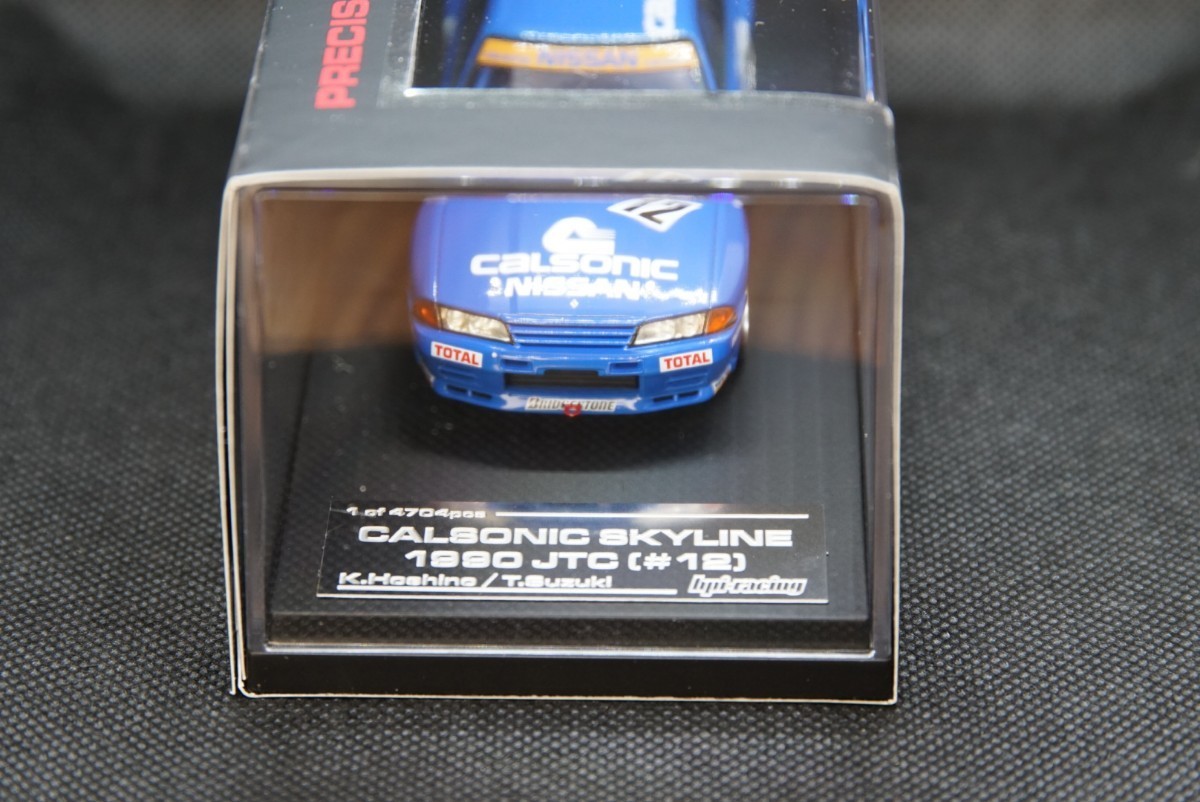 PRECIS
NISSAN
12
CALSONIC
NISSAN
TOTAL TOTAL
BRIDGESTONE
1 of 4704pcs
CALSONIC SKYLINE
1990 JTC (#12)
K.Hoshino / T.Suzuki hpi-racing